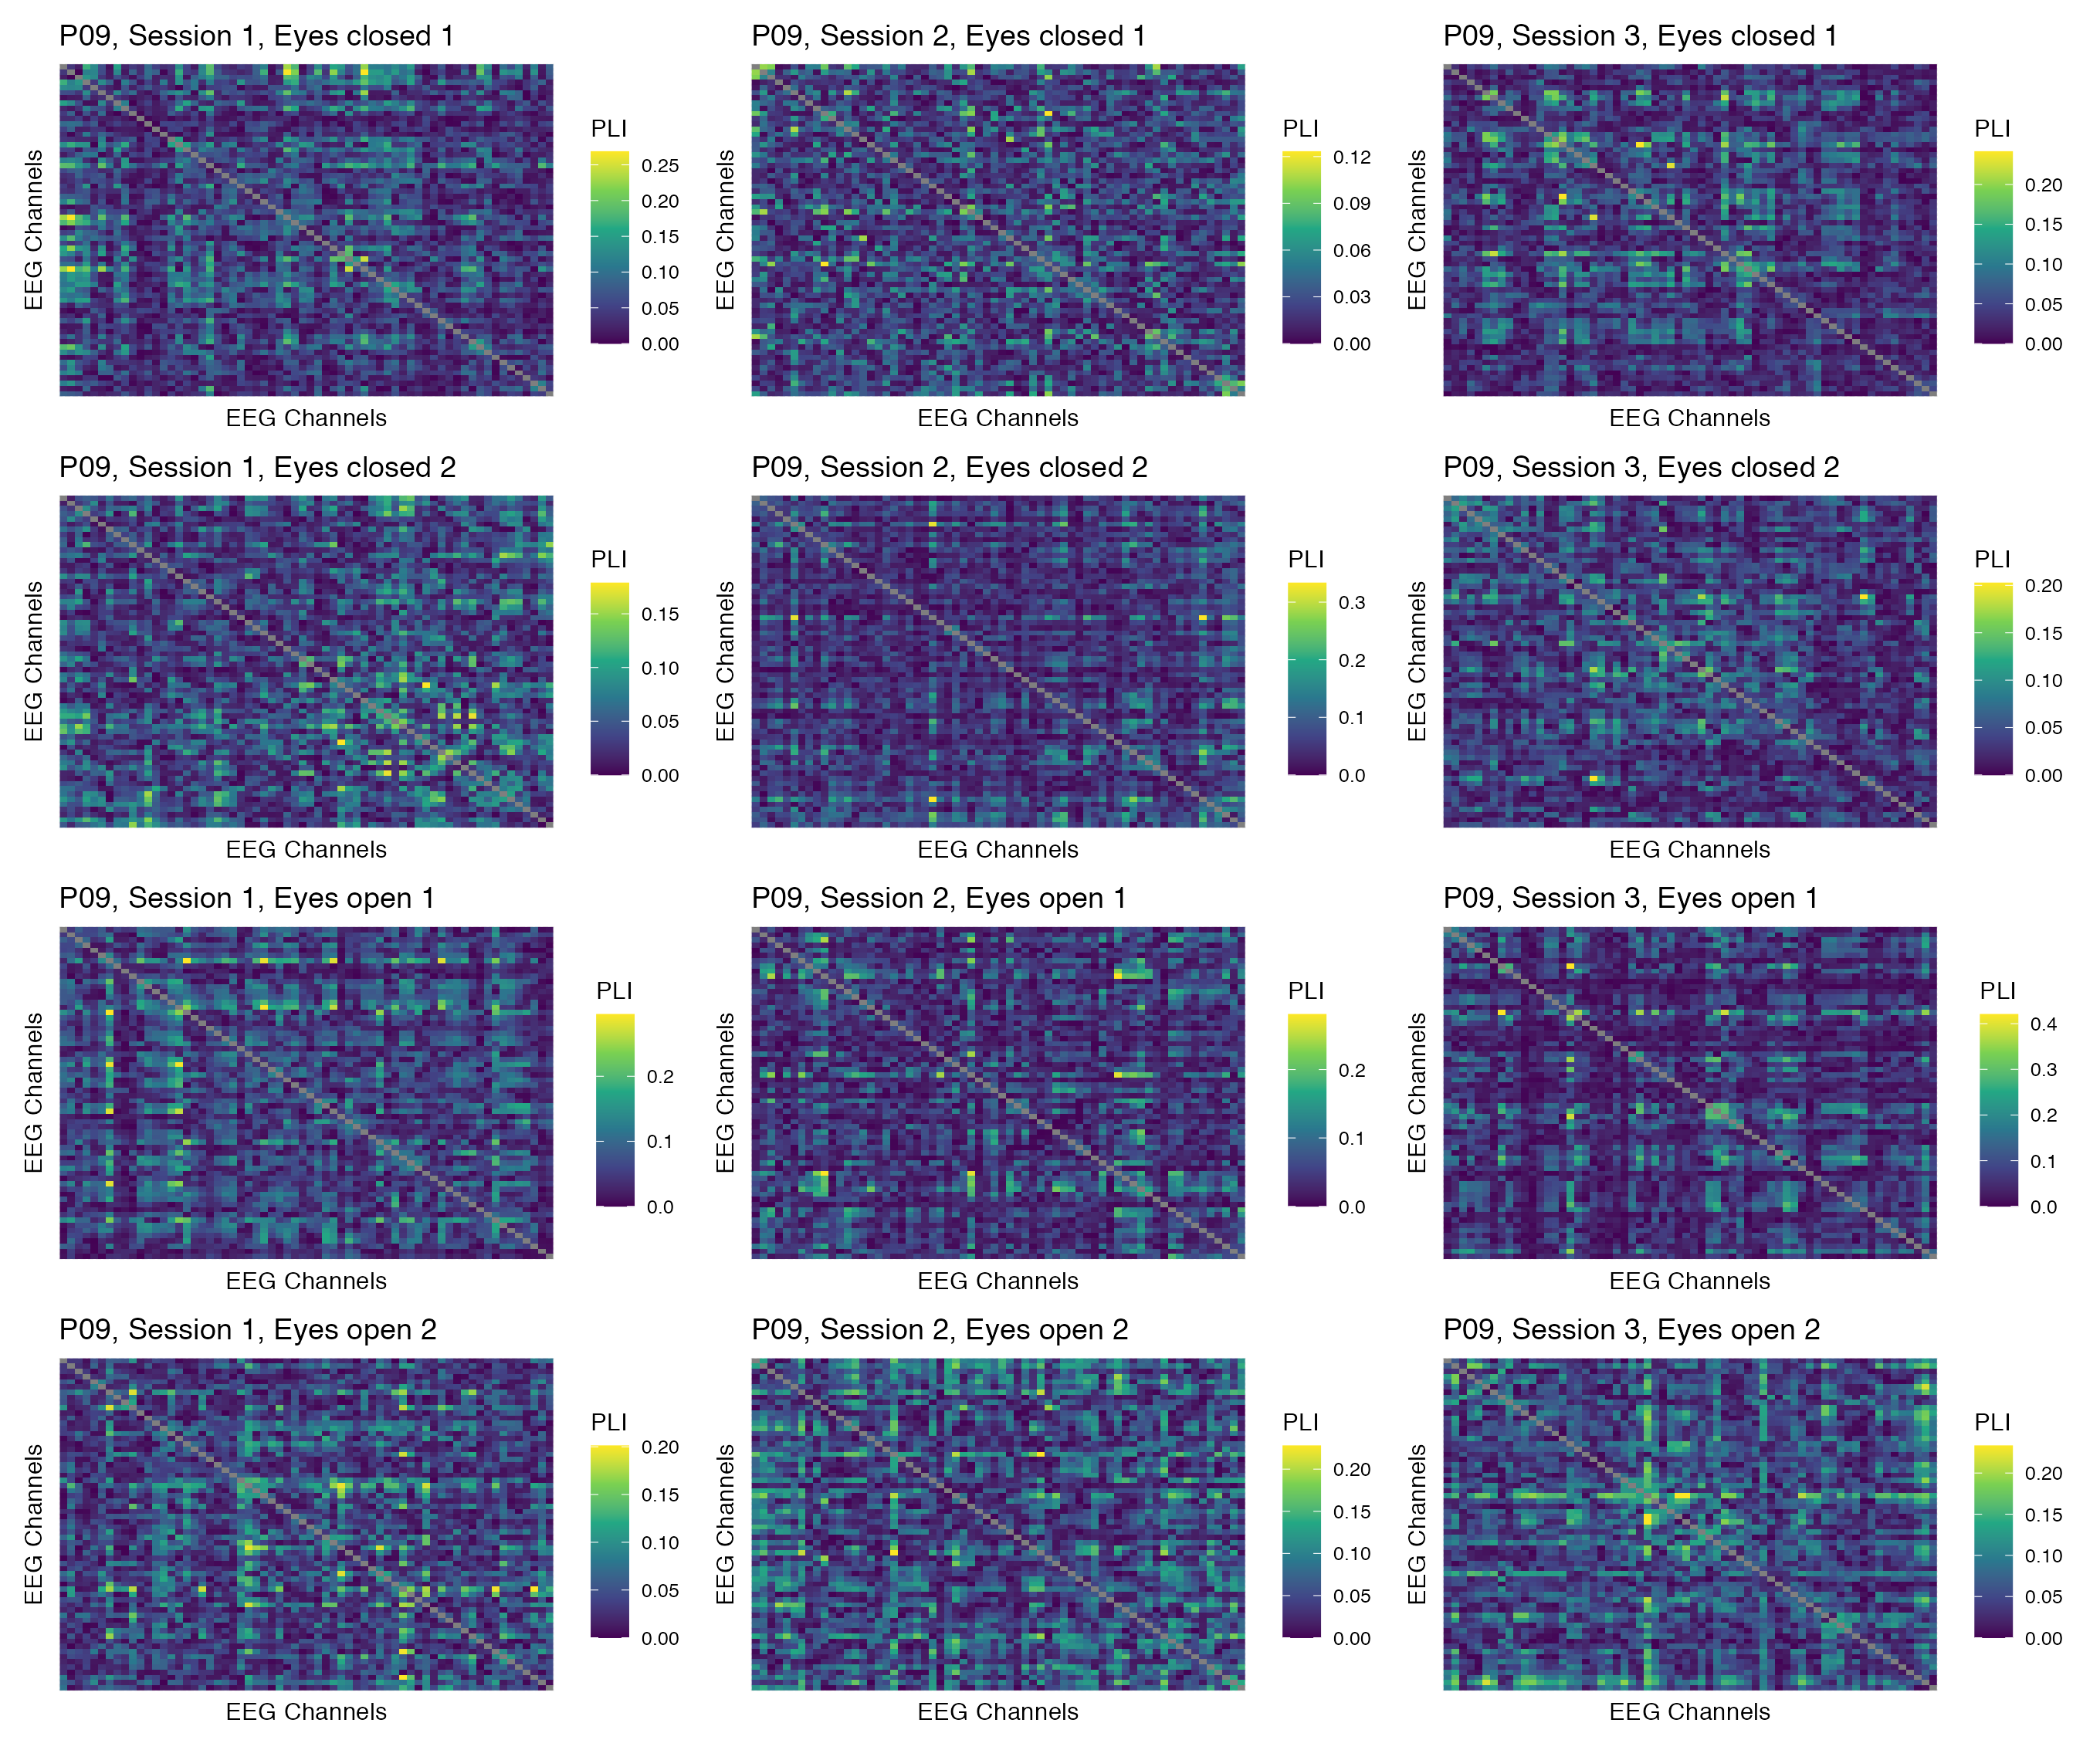 P09, Session 1, Eyes closed 1
EEG Channels
EEG Channels
PLI
0.25
0.20
0.15
0.10
0.05
0.00
P09, Session 2, Eyes closed 1
EEG Channels
EEG Channels
PLI
0.12
0.09
0.06
0.03
0.00
P09, Session 3, Eyes closed 1
EEG Channels
EEG Channels
PLI
0.20
0.15
0.10
0.05
0.00
P09, Session 1, Eyes closed 2
EEG Channels
EEG Channels
PLI
0.15
0.10
0.05
0.00
P09, Session 2, Eyes closed 2
EEG Channels
EEG Channels
PLI
0.3
0.2
0.1
0.0
P09, Session 3, Eyes closed 2
EEG Channels
EEG Channels
PLI
0.20
0.15
0.10
0.05
0.00
P09, Session 1, Eyes open 1
EEG Channels
EEG Channels
PLI
0.2
0.1
0.0
P09, Session 2, Eyes open 1
EEG Channels
EEG Channels
PLI
0.2
0.1
0.0
P09, Session 3, Eyes open 1
EEG Channels
EEG Channels
PLI
0.4
0.3
0.2
0.1
0.0
P09, Session 1, Eyes open 2
EEG Channels
EEG Channels
PLI
0.20
0.15
0.10
0.05
0.00
P09, Session 2, Eyes open 2
EEG Channels
EEG Channels
PLI
0.20
0.15
0.10
0.05
0.00
P09, Session 3, Eyes open 2
EEG Channels
EEG Channels
PLI
0.20
0.15
0.10
0.05
0.00